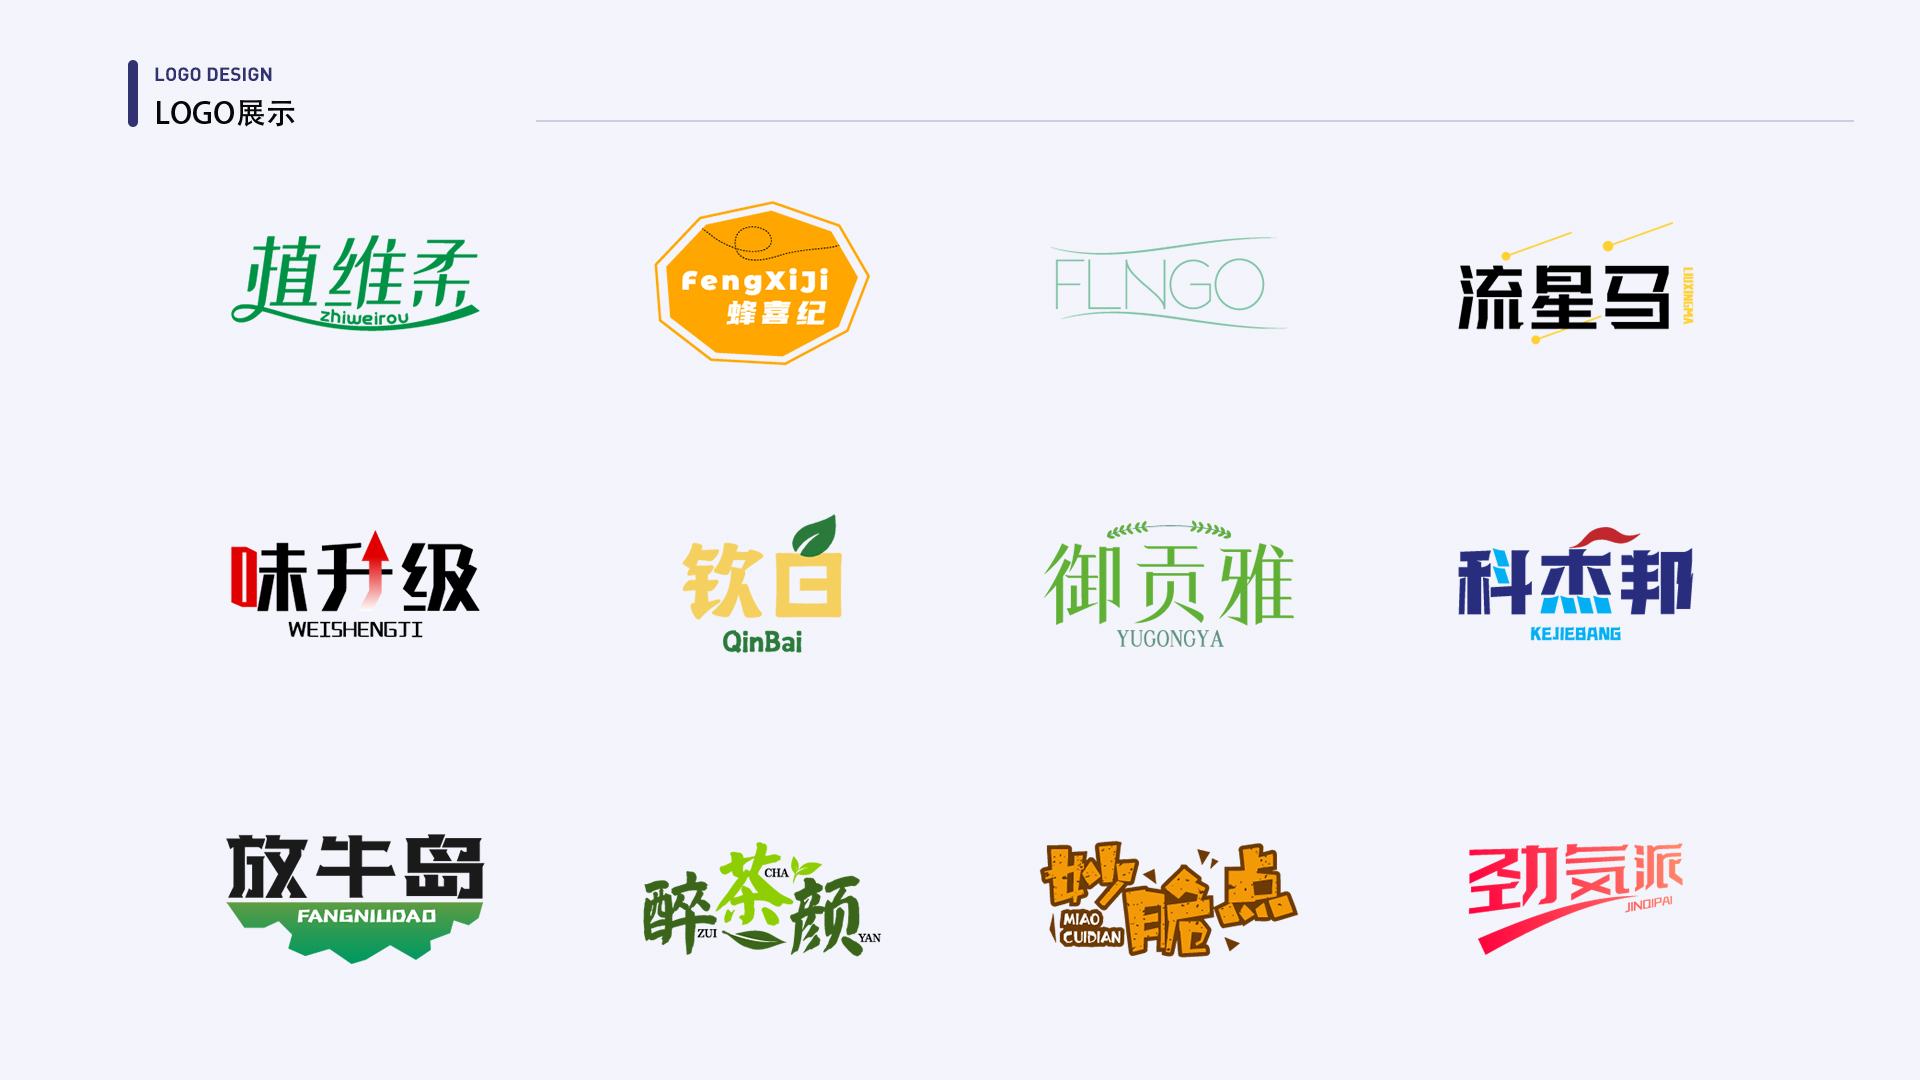 LOGO DESIGN
LOGO展示
植维柔
zhiweirou
FengXiJi
蜂喜纪
FLNGO
流星马
LIUXINGMA
味升级
WEISHENGJI
钦白
QinBai
御贡雅
YUGONGYA
科杰邦
KEJIEBANG
放牛岛
FANGNIUDAO
醉茶颜
ZUI
CHA
YAN
妙脆点
MIAO
CUIDIAN
劲気派
JINQIPAI